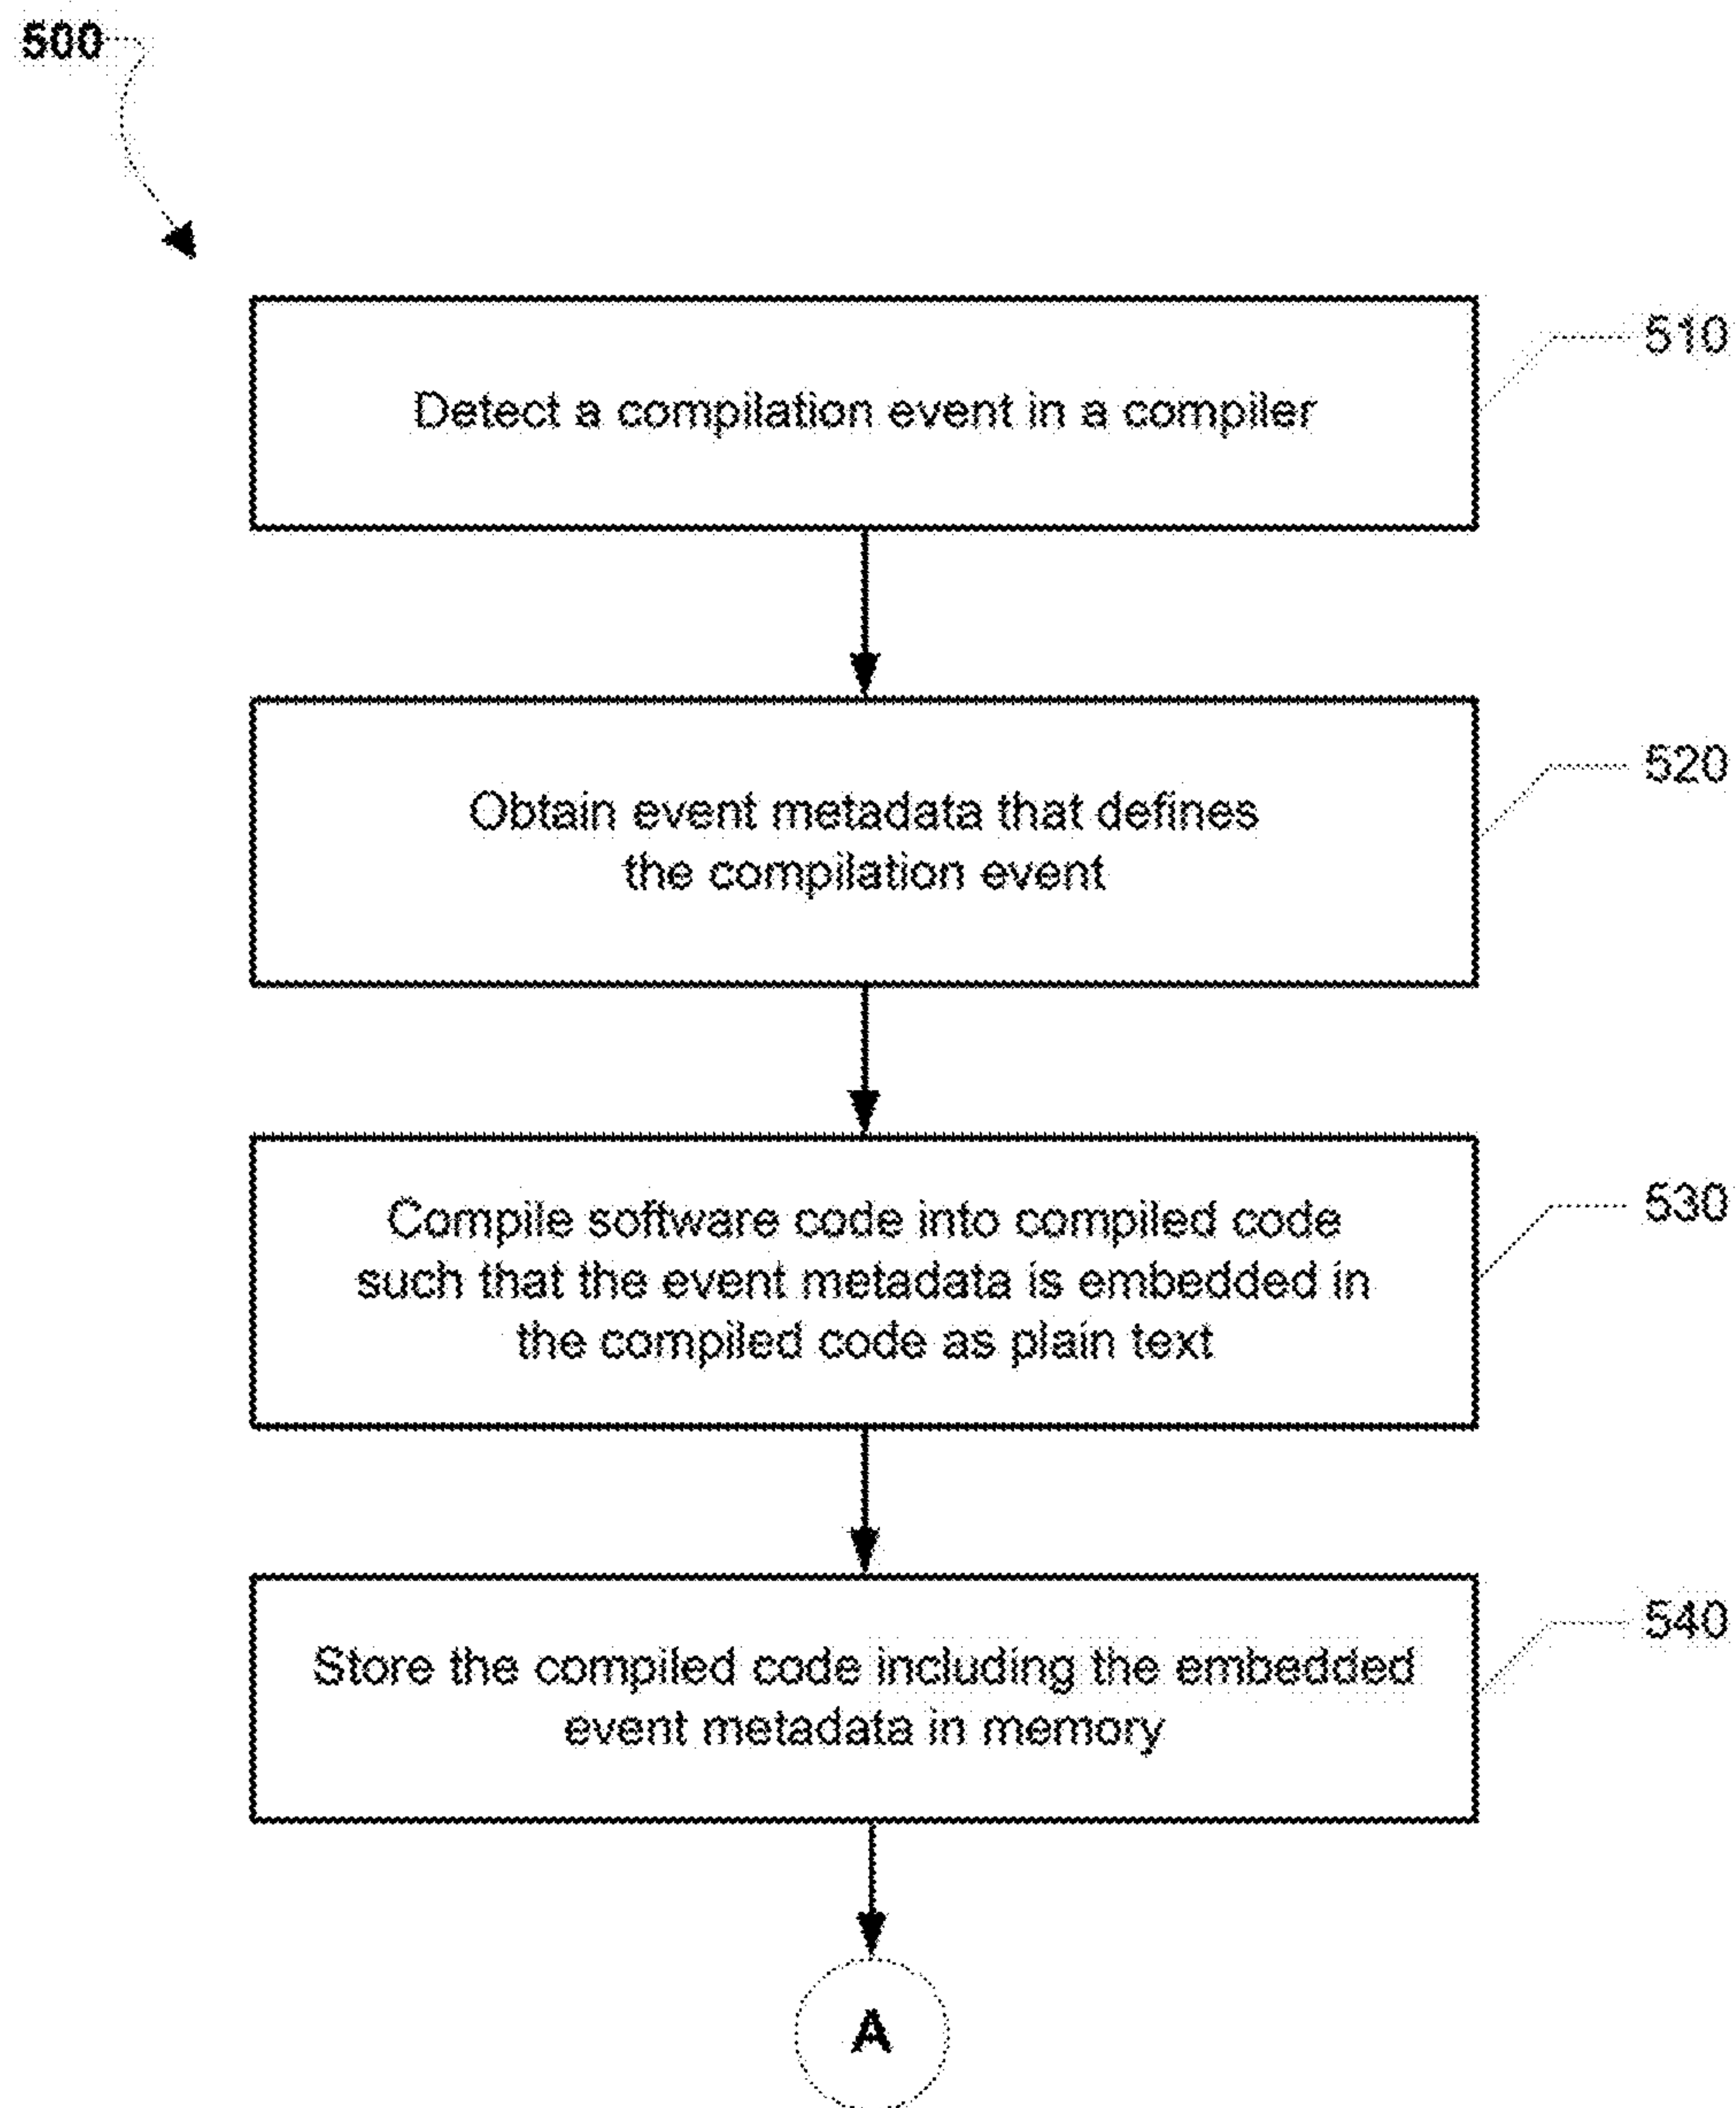 500
Detect a compilation event in a compiler
510
Obtain event metadata that defines
the compilation event
520
Compile software code into compiled code
such that the event metadata is embedded in
the compiled code as plain text
530
Store the compiled code including the embedded
event metadata in memory
540
A